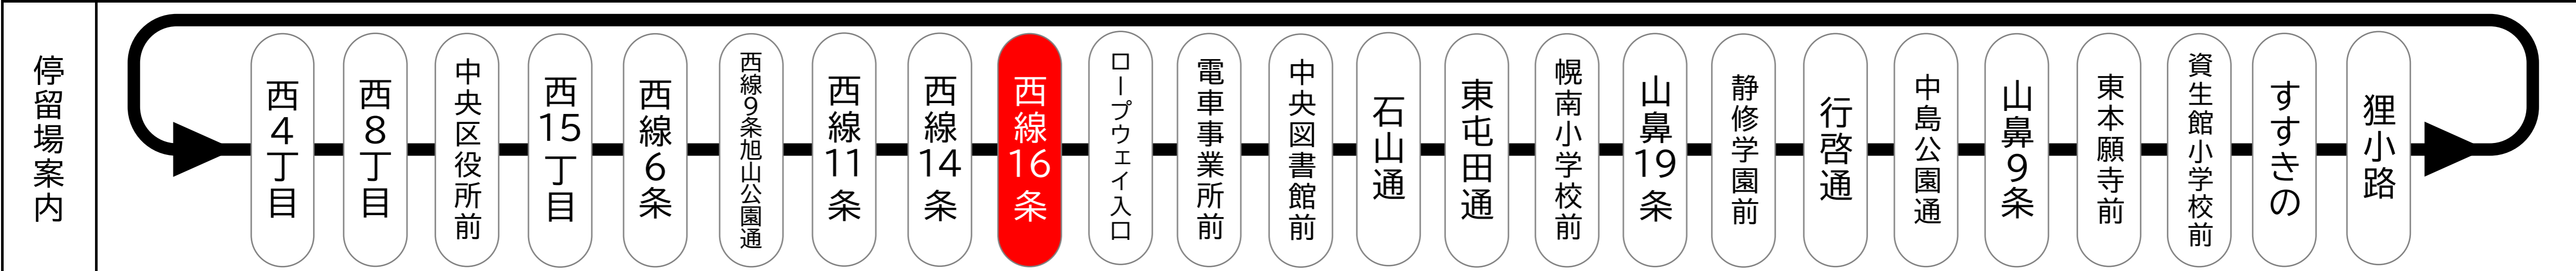 停留場案内
西4丁目
西8丁目
中央区役所前
西15丁目
西線6条
西線9条旭山公園通
西線11条
西線14条
西線16条
ロープウェイ入口
電車事業所前
中央図書館前
石山通
東屯田通
幌南小学校前
山鼻19条
静修学園前
行啓通
中島公園通
山鼻9条
東本願寺前
資生館小学校前
すすきの
狸小路